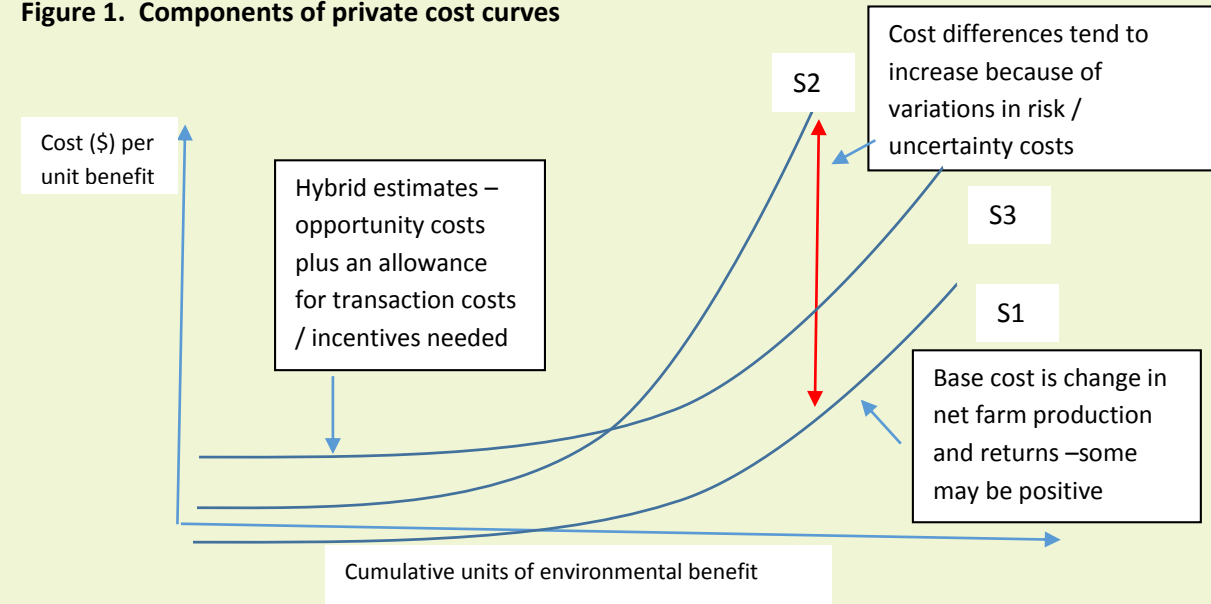 Figure 1. Components of private cost curves
Cost ($) per
unit benefit
Hybrid estimates –
opportunity costs
plus an allowance
for transaction costs
/ incentives needed
S2
Cost differences tend to
increase because of
variations in risk /
uncertainty costs
S3
S1
Base cost is change in
net farm production
and returns –some
may be positive
Cumulative units of environmental benefit